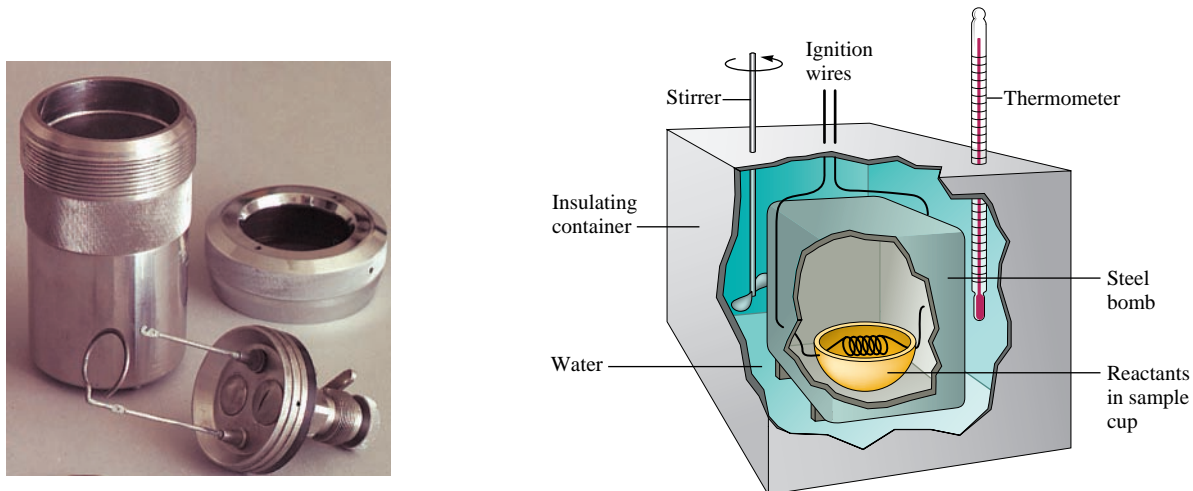 Ignition
wires
Stirrer
Thermometer
Insulating
container
Steel
bomb
Water
Reactants
in sample
cup